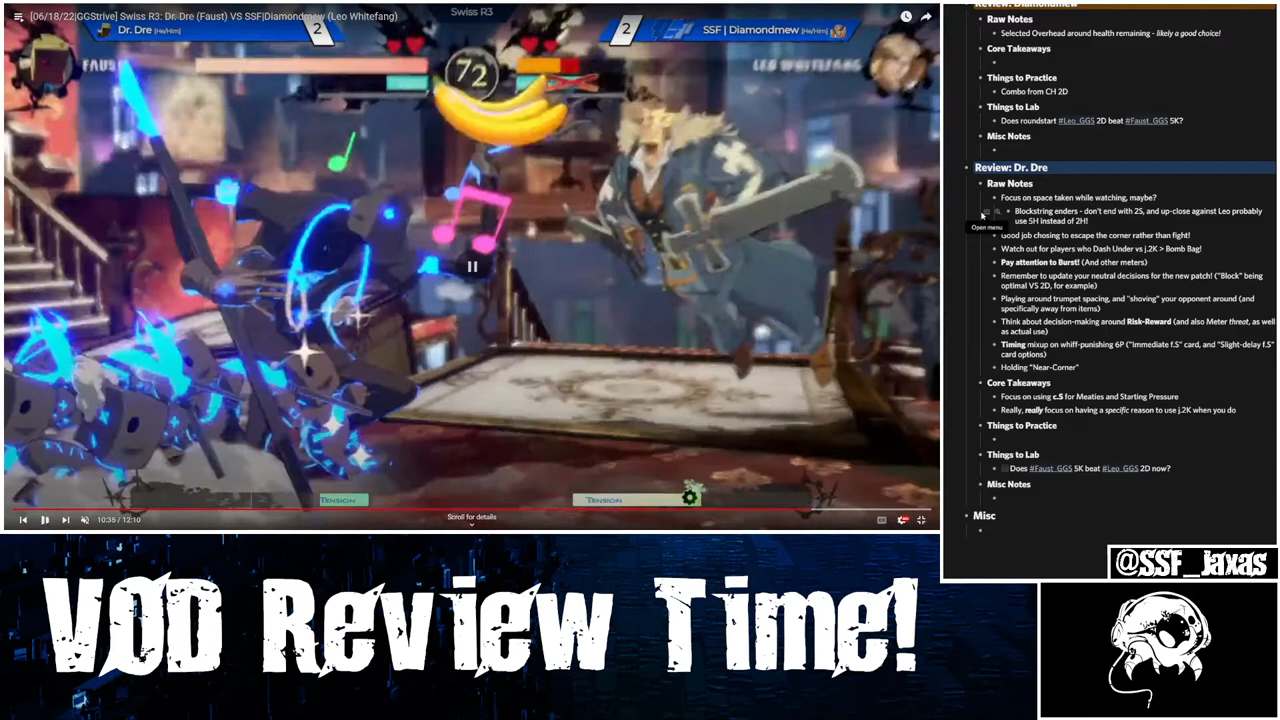 [06/18/22|GGStrive] Swiss R3: Dr. Dre (Faust) VS SSF|Diamondmew (Leo Whitefang)
Swiss R3
Dr. Dre [He/Him]
2
2
SSF | Diamondmew [He/Him]
FAUST
72
LEO WHITEFANG
TENSION
TENSION
10:35 / 12:10
Scroll for details
Review: Diamondmew
Raw Notes
Selected Overhead around health remaining - likely a good choice!
Core Takeaways
Things to Practice
Combo from CH 2D
Things to Lab
Does roundstart #Leo_GGS 2D beat #Faust_GGS 5K?
Misc Notes
Review: Dr. Dre
Raw Notes
Focus on space taken while watching, maybe?
Blockstring enders - don't end with 2S, and up-close against Leo probably
use 5H instead of 2H!
Open menu
Good job chosing to escape the corner rather than fight!
Watch out for players who Dash Under vs j.2K > Bomb Bag!
Pay attention to Burst! (And other meters)
Remember to update your neutral decisions for the new patch! ("Block" being
optimal VS 2D, for example)
Playing around trumpet spacing, and "shoving" your opponent around (and
specifically away from items)
Think about decision-making around Risk-Reward (and also Meter threat, as well
as actual use)
Timing mixup on whiff-punishing 6P ("Immediate f.S" card, and "Slight-delay f.S"
card options)
Holding "Near-Corner"
Core Takeaways
Focus on using c.S for Meaties and Starting Pressure
Really, really focus on having a specific reason to use j.2K when you do
Things to Practice
Things to Lab
Does #Faust_GGS 5K beat #Leo_GGS 2D now?
Misc Notes
Misc
@SSF_Jaxas
VOD Review Time!